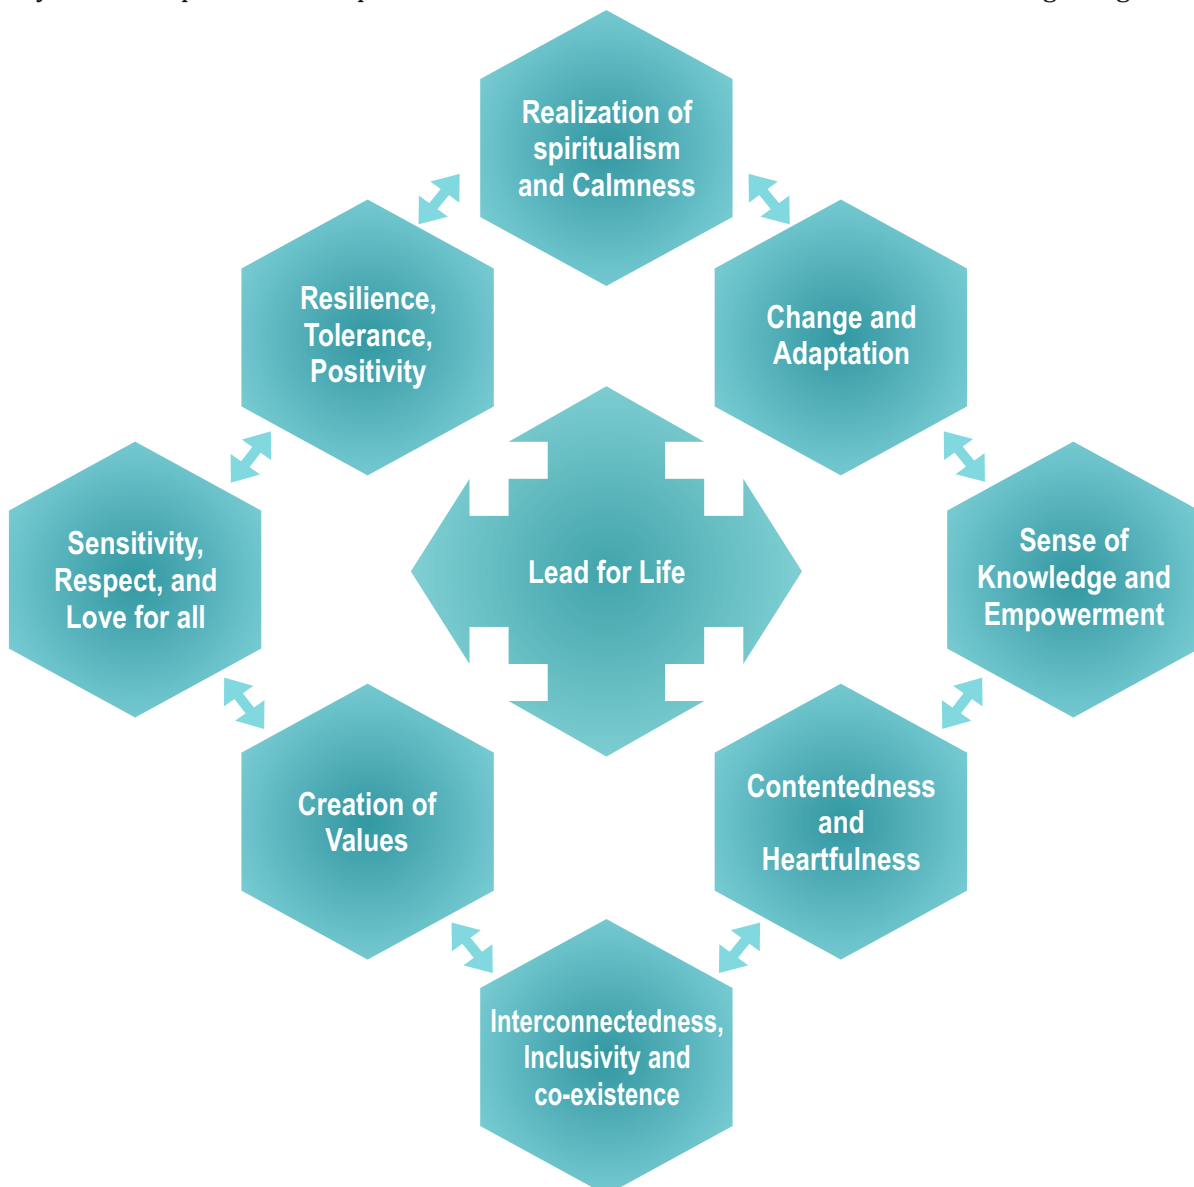 Realization of
spiritualism
and Calmness
Resilience,
Tolerance,
Positivity
Change and
Adaptation
Sensitivity,
Respect, and
Love for all
Lead for Life
Sense of
Knowledge and
Empowerment
Creation of
Values
Contentedness
and
Heartfulness
Interconnectedness,
Inclusivity and
co-existence